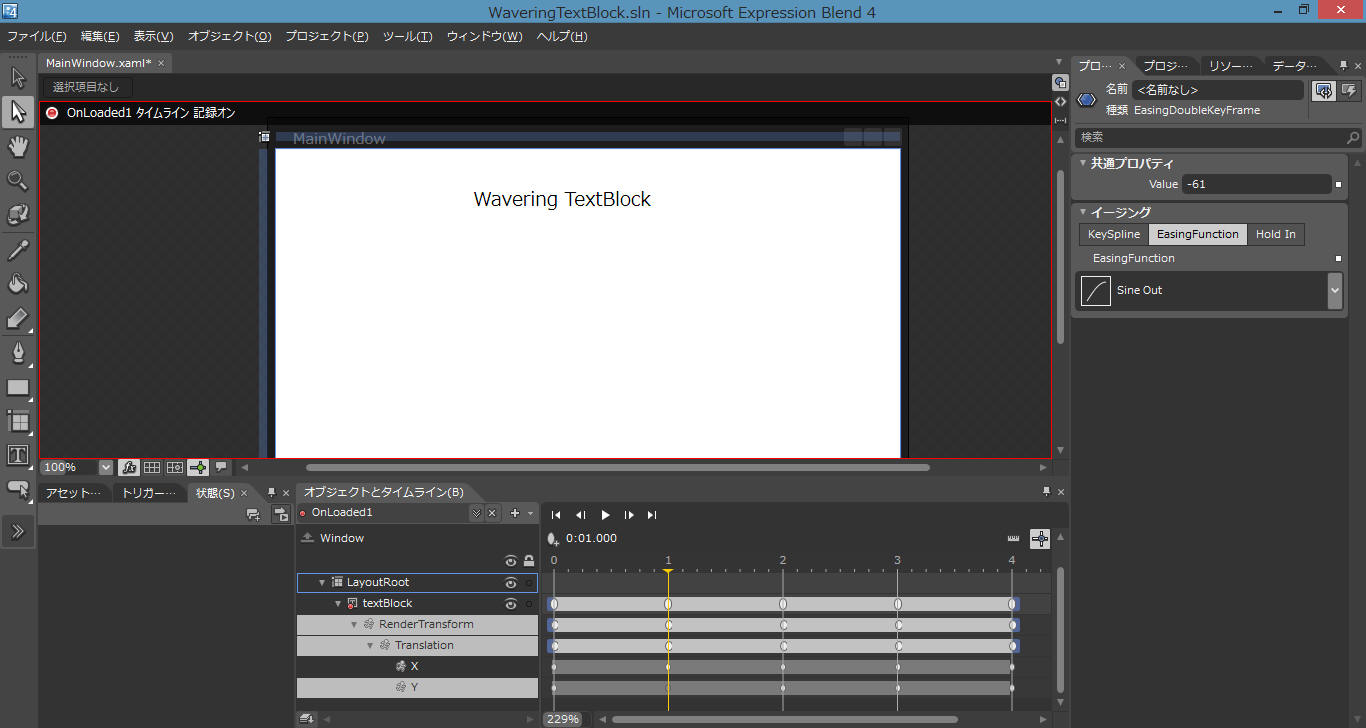 WaveringTextBlock.sln - Microsoft Expression Blend 4
ファイル(F) 編集(E) 表示(V) オブジェクト(O) プロジェクト(P) ツール(T) ウィンドウ(W) ヘルプ(H)
MainWindow.xaml* ×
選択項目なし
OnLoaded1 タイムライン 記録オン
MainWindow
Wavering TextBlock
100%
プロ… × プロジ… リソー… データ…
名前 <名前なし>
種類 EasingDoubleKeyFrame
検索
共通プロパティ
Value -61
イージング
KeySpline EasingFunction Hold In
EasingFunction
Sine Out
アセット… トリガー… 状態(S) ×
オブジェクトとタイムライン(B)
OnLoaded1
Window
0:01.000
0 1 2 3 4
LayoutRoot
textBlock
RenderTransform
Translation
X
Y
229%